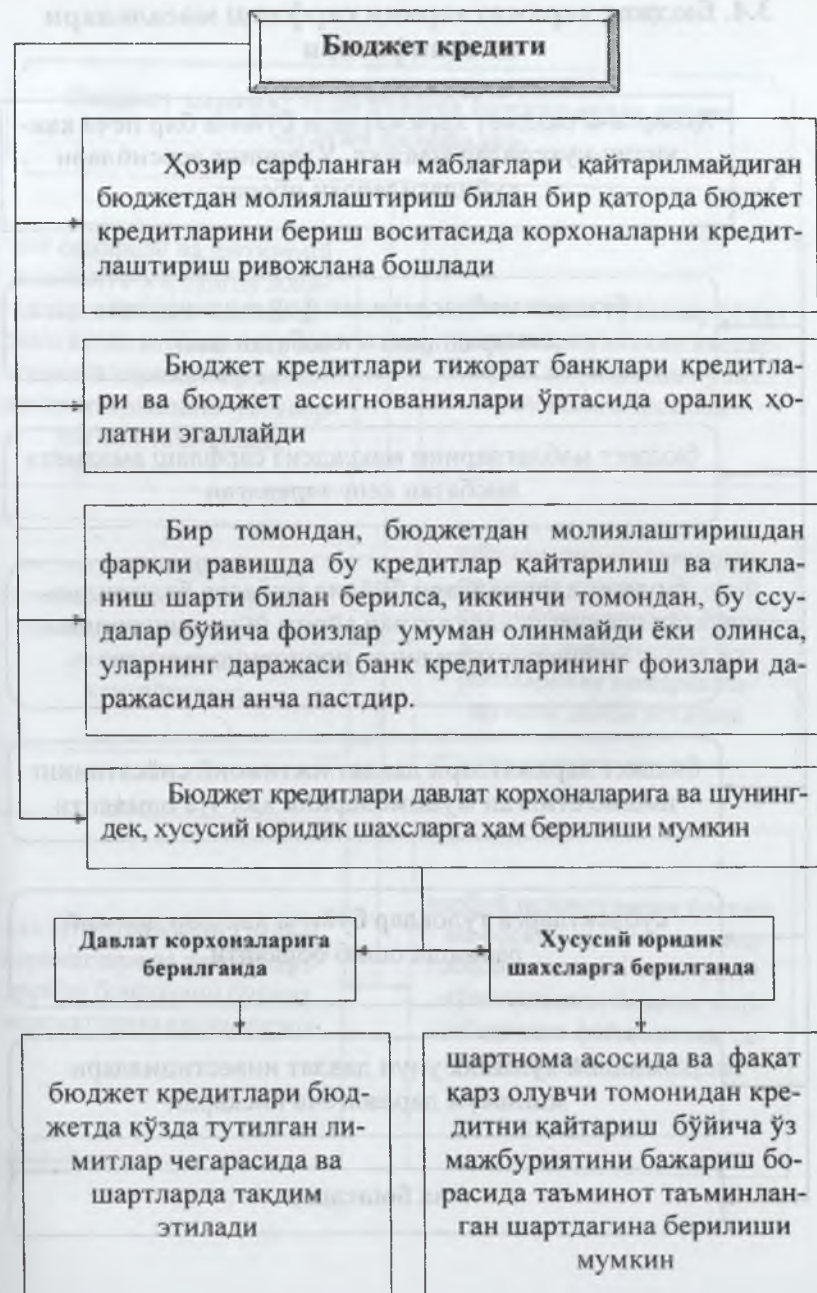 Бюджет кредити
Ҳозир сарфланган маблағлари қайтарилмайдиган
бюджетдан молиялаштириш билан бир қаторда бюджет
кредитларини бериш воситасида корхоналарни кредит-
лаштириш ривожлана бошлади
Бюджет кредитлари тижорат банклари кредитла-
ри ва бюджет ассигнованиялари ўртасида оралиқ ҳо-
латни эгаллайди
Бир томондан, бюджетдан молиялаштиришдан
фарқли равишда бу кредитлар қайтарилиш ва тикла-
ниш шарти билан берилса, иккинчи томондан, бу ссу-
далар бўйича фоизлар умуман олинмайди ёки олинса,
уларнинг даражаси банк кредитларининг фоизлари да-
ражасидан анча пастдир.
Бюджет кредитлари давлат корхоналарига ва шунинг-
дек, хусусий юридик шахсларга ҳам берилиши мумкин
Давлат корхоналарига
берилганда
Хусусий юридик
шахсларга берилганда
бюджет кредитлари бюд-
жетда кўзда тутилган ли-
митлар чегарасида ва
шартларда тақдим
этилади
шартнома асосида ва фақат
қарз олувчи томонидан кре-
дитни қайтариш бўйича ўз
мажбуриятини бажариш бо-
расида таъминот таъминлан-
ган шартдагина берилиши
мумкин